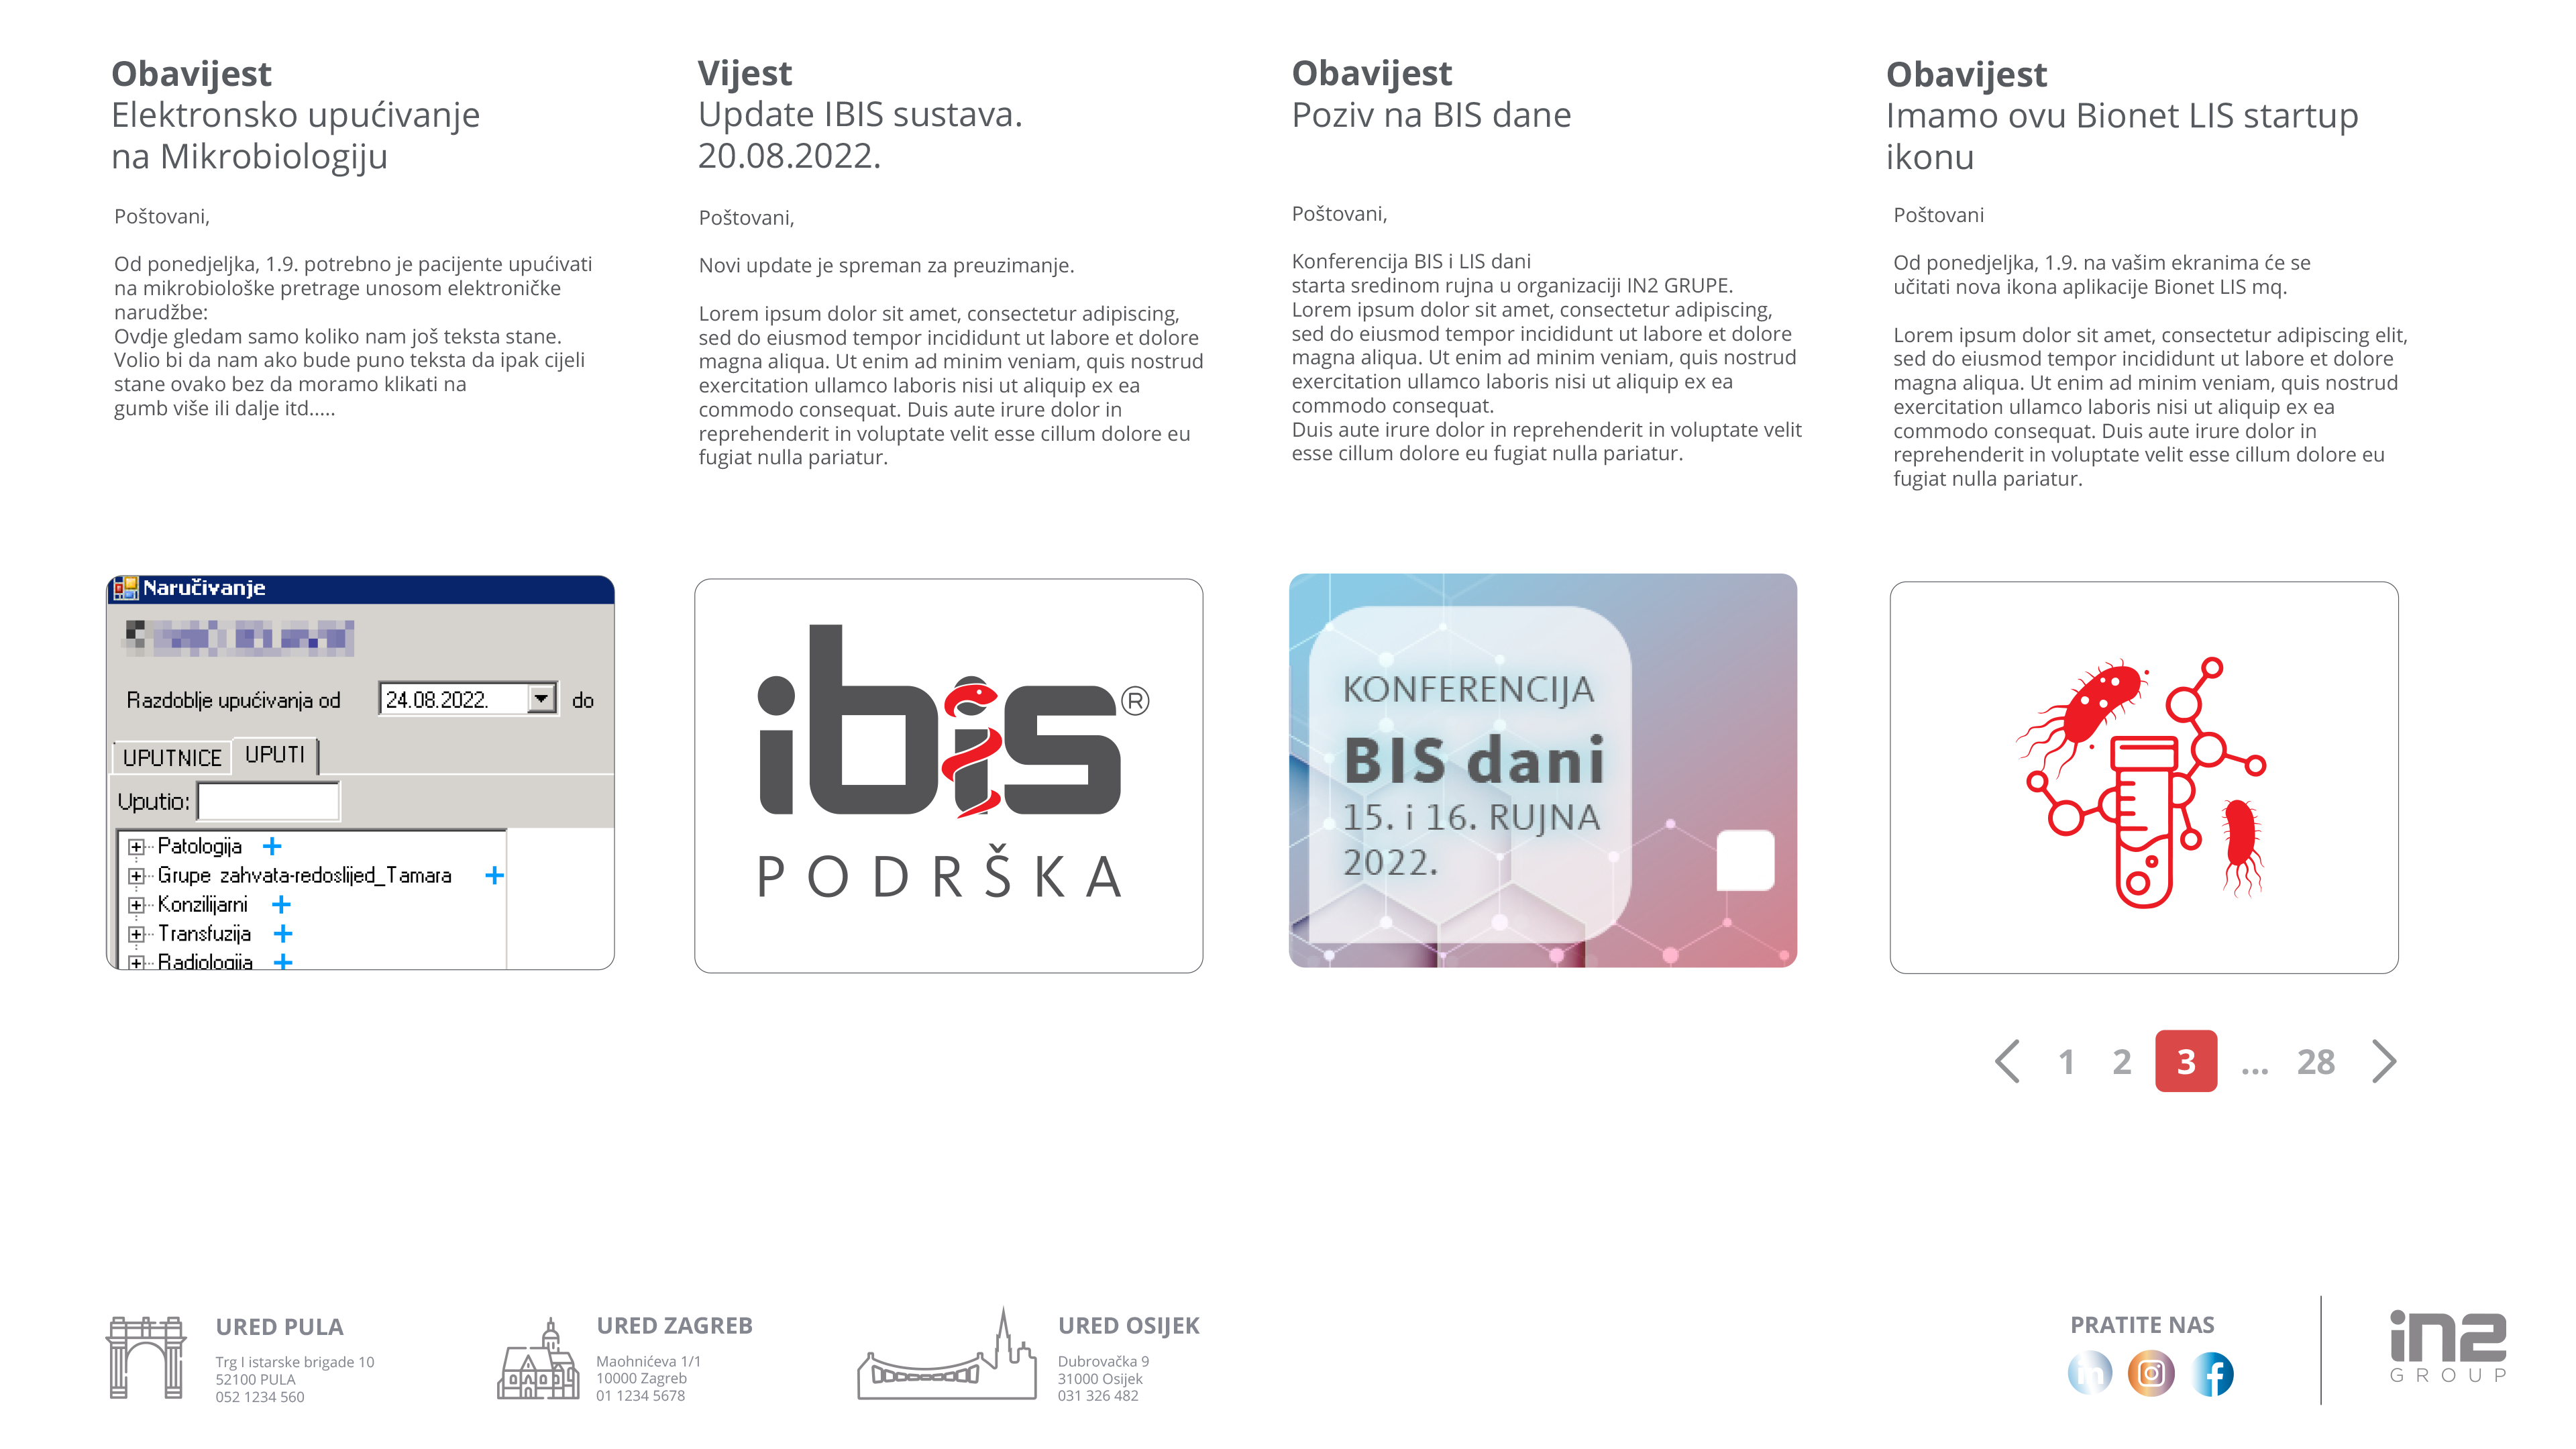 Obavijest
Elektronsko upućivanje
na Mikrobiologiju
Poštovani,
Od ponedjeljka, 1.9. potrebno je pacijente upućivati
na mikrobiološke pretrage unosom elektroničke
narudžbe:
Ovdje gledam samo koliko nam još teksta stane.
Volio bi da nam ako bude puno teksta da ipak cijeli
stane ovako bez da moramo klikati na
gumb više ili dalje itd.....
Vijest
Update IBIS sustava.
20.08.2022.
Poštovani,
Novi update je spreman za preuzimanje.
Lorem ipsum dolor sit amet, consectetur adipiscing,
sed do eiusmod tempor incididunt ut labore et dolore
magna aliqua. Ut enim ad minim veniam, quis nostrud
exercitation ullamco laboris nisi ut aliquip ex ea
commodo consequat. Duis aute irure dolor in
reprehenderit in voluptate velit esse cillum dolore eu
fugiat nulla pariatur.
Obavijest
Poziv na BIS dane
Poštovani,
Konferencija BIS i LIS dani
starta sredinom rujna u organizaciji IN2 GRUPE.
Lorem ipsum dolor sit amet, consectetur adipiscing,
sed do eiusmod tempor incididunt ut labore et dolore
magna aliqua. Ut enim ad minim veniam, quis nostrud
exercitation ullamco laboris nisi ut aliquip ex ea
commodo consequat.
Duis aute irure dolor in reprehenderit in voluptate velit
esse cillum dolore eu fugiat nulla pariatur.
Obavijest
Imamo ovu Bionet LIS startup
ikonu
Poštovani
Od ponedjeljka, 1.9. na vašim ekranima će se
učitati nova ikona aplikacije Bionet LIS mq.
Lorem ipsum dolor sit amet, consectetur adipiscing elit,
sed do eiusmod tempor incididunt ut labore et dolore
magna aliqua. Ut enim ad minim veniam, quis nostrud
exercitation ullamco laboris nisi ut aliquip ex ea
commodo consequat. Duis aute irure dolor in
reprehenderit in voluptate velit esse cillum dolore eu
fugiat nulla pariatur.
Naručivanje
Razdoblje upućivanja od 24.08.2022. do
UPUTNICE UPUTI
Uputio:
Patologija +
Grupe zahvata-redoslijed_Tamara +
Konzilijarni +
Transfuzija +
Radiologija +
ibis®
PODRŠKA
KONFERENCIJA
BIS dani
15. i 16. RUJNA
2022.
1 2 3 ... 28
URED PULA
Trg I istarske brigade 10
52100 PULA
052 1234 560
URED ZAGREB
Maohnićeva 1/1
10000 Zagreb
01 1234 5678
URED OSIJEK
Dubrovačka 9
31000 Osijek
031 326 482
PRATITE NAS
in
f
in2
GROUP